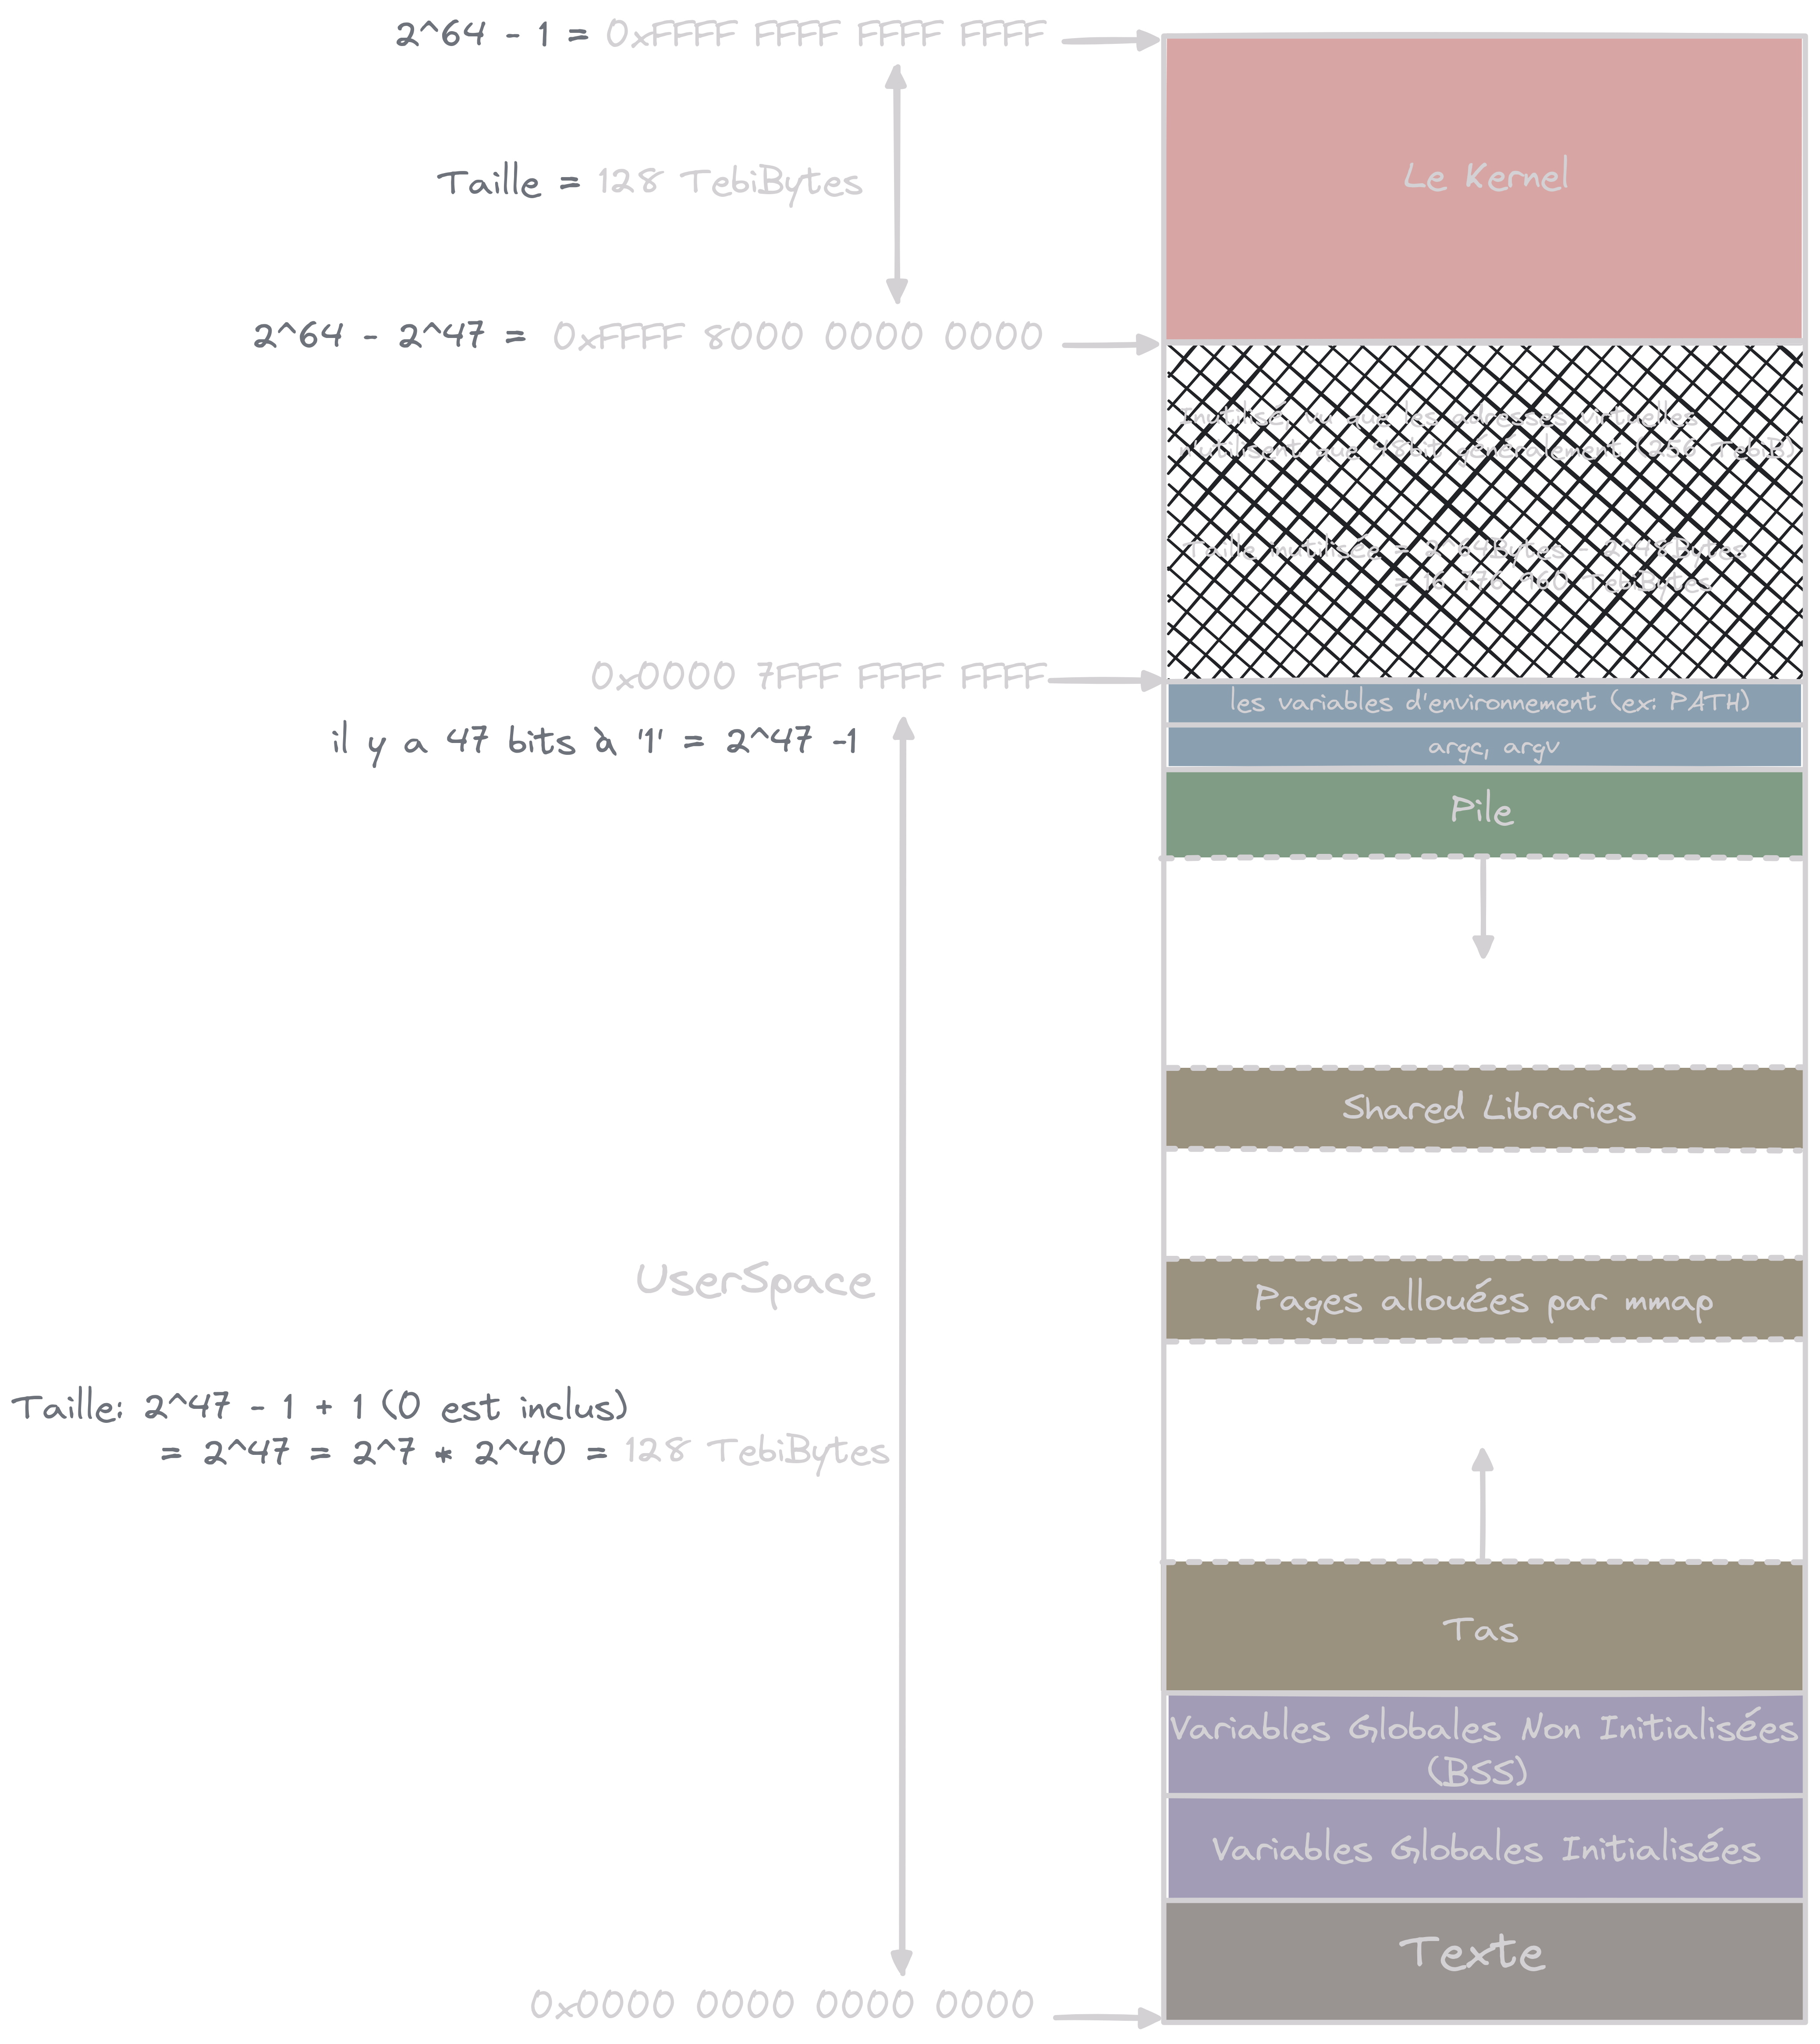 2^64 - 1 = 0xFFFF FFFF FFFF FFFF
Taille = 128 TebiBytes
Le Kernel
2^64 - 2^47 = 0xFFFF 8000 0000 0000
Inutilisé, vu que les adresses virtuelles
n'utilisent que 48bit généralement (256 TebiB)
Taille inutilisée = 2^64Bytes - 2^48Bytes
= 16 776 960 TebiBytes
0x0000 7FFF FFFF FFFF
les variables d'environnement (ex: PATH)
il y a 47 bits à '1' = 2^47 -1
argc, argv
Pile
Shared Libraries
UserSpace
Pages allouées par mmap
Taille: 2^47 - 1 + 1 (0 est inclus)
= 2^47 = 2^7 * 2^40 = 128 TebiBytes
Tas
Variables Globales Non Initialisées
(BSS)
Variables Globales Initialisées
Texte
0x0000 0000 0000 0000